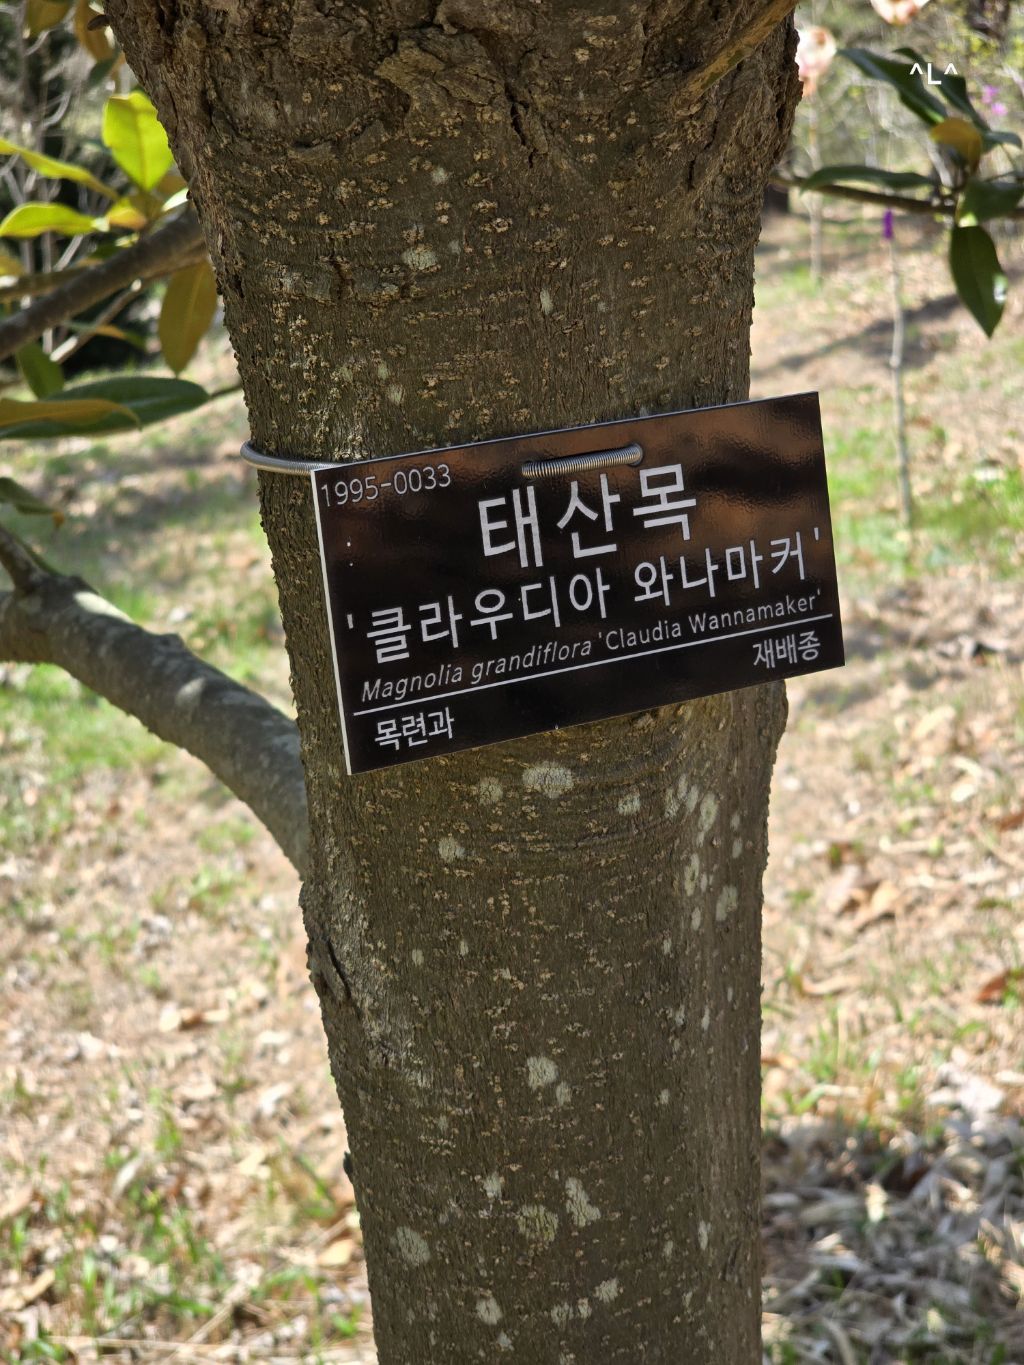 ^L^
1995-0033
태산목
'클라우디아 와나마커'
Magnolia grandiflora 'Claudia Wannamaker'
목련과 재배종